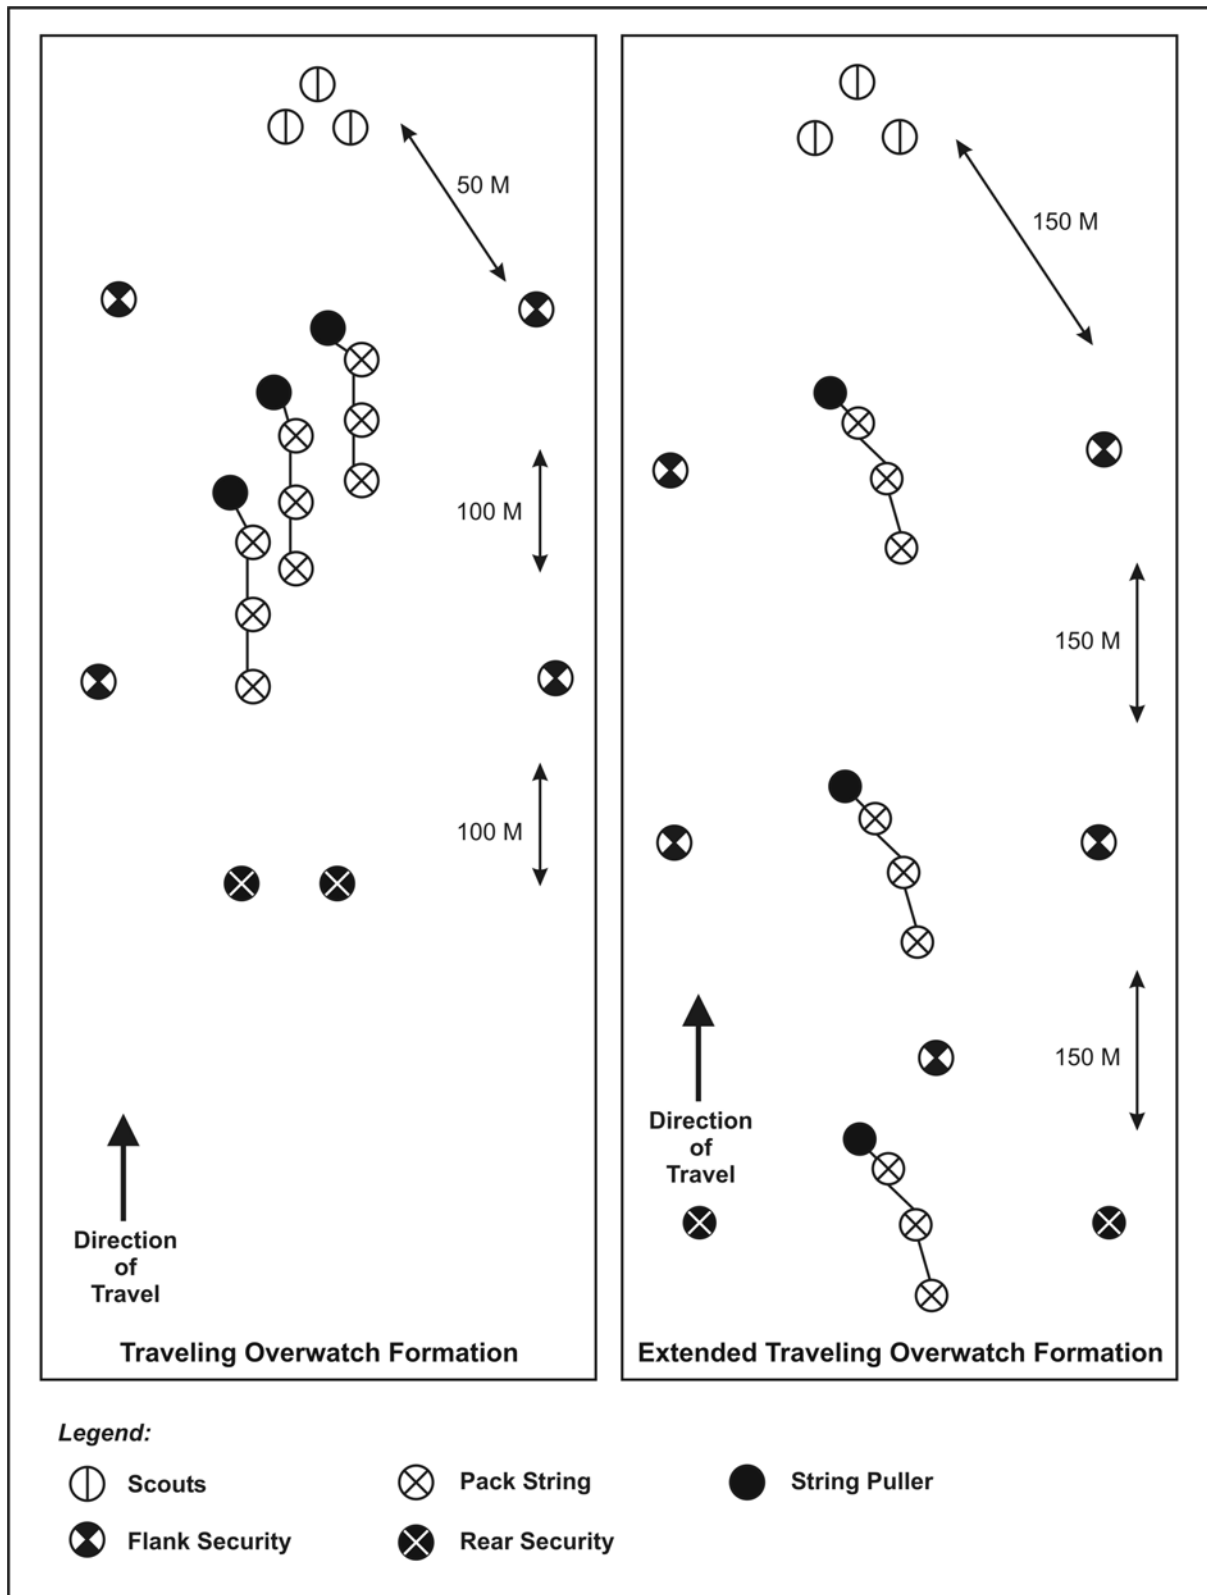 50 M
100 M
100 M
Direction
of
Travel
Traveling Overwatch Formation
150 M
150 M
150 M
Direction
of
Travel
Extended Traveling Overwatch Formation
Legend:
Scouts
Pack String
String Puller
Flank Security
Rear Security